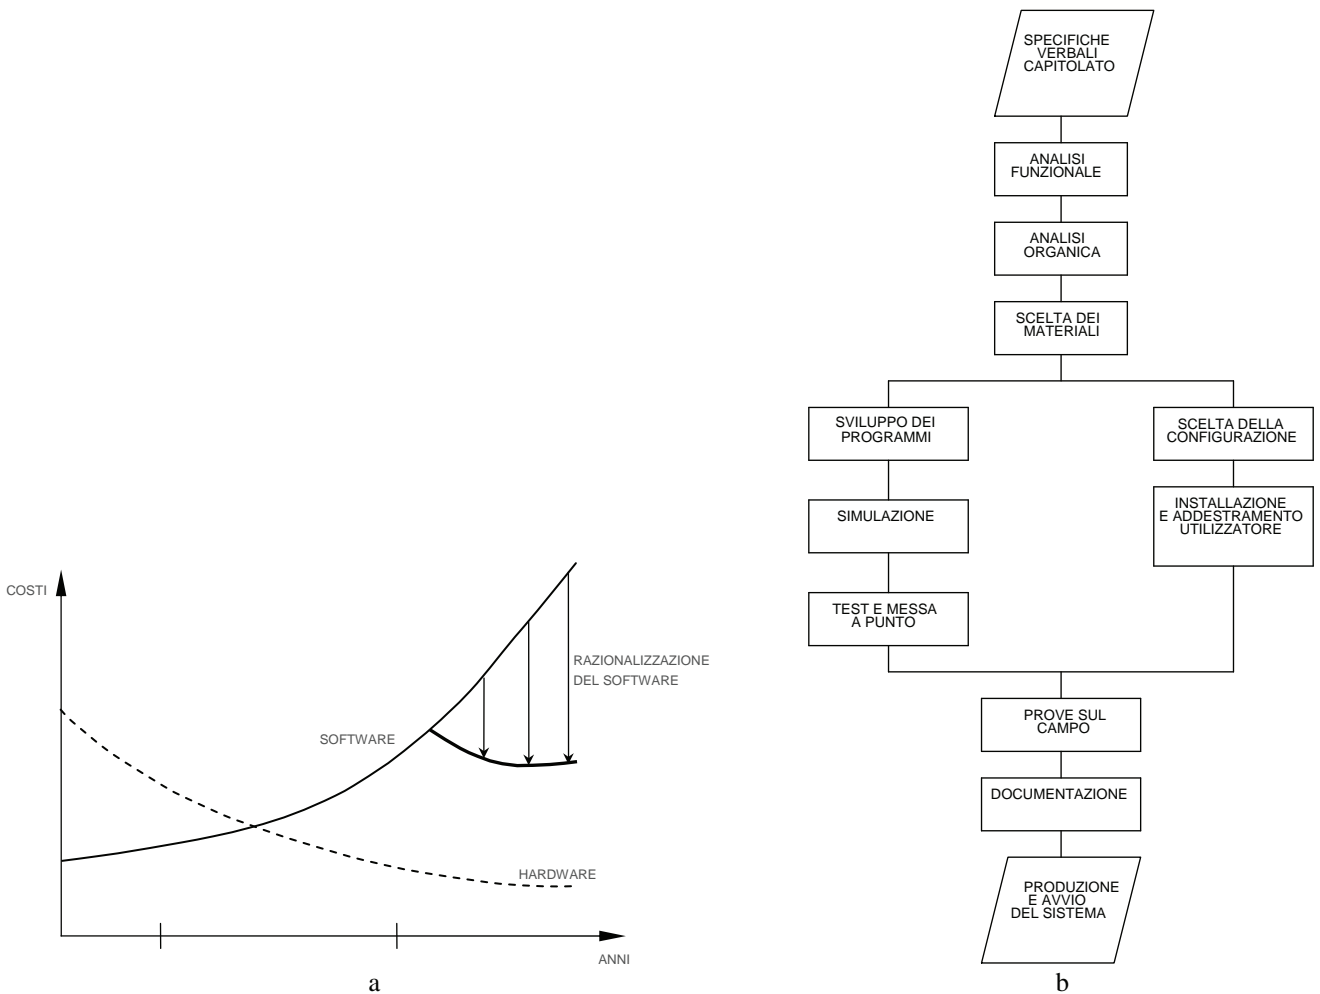 COSTI
SOFTWARE
RAZIONALIZZAZIONE
DEL SOFTWARE
HARDWARE
ANNI
a
SPECIFICHE
VERBALI
CAPITOLATO
ANALISI
FUNZIONALE
ANALISI
ORGANICA
SCELTA DEI
MATERIALI
SVILUPPO DEI
PROGRAMMI
SIMULAZIONE
TEST E MESSA
A PUNTO
SCELTA DELLA
CONFIGURAZIONE
INSTALLAZIONE
E ADDESTRAMENTO
UTILIZZATORE
PROVE SUL
CAMPO
DOCUMENTAZIONE
PRODUZIONE
E AVVIO
DEL SISTEMA
b